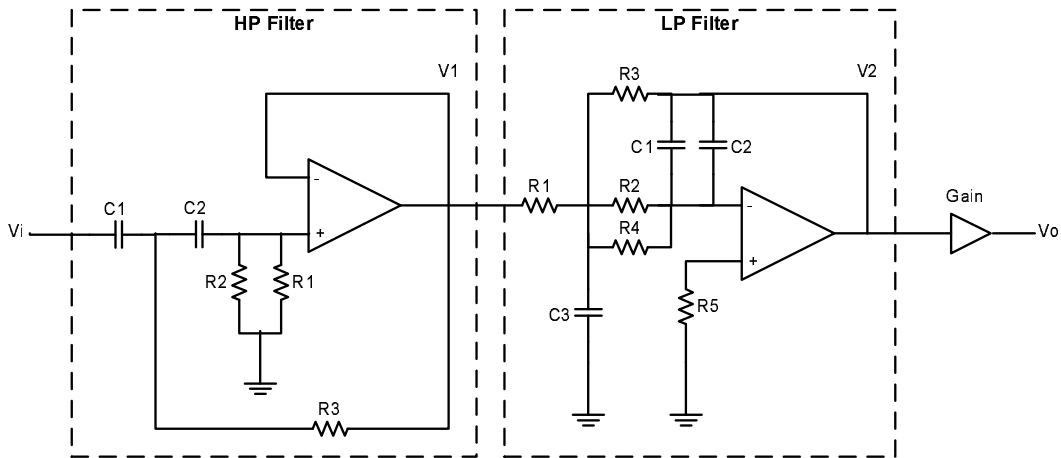 HP Filter
LP Filter
V1
V2
R3
C1
C2
-
+
C1
C2
R2
R1
R3
Vi
R1
R2
R4
-
+
R5
C3
Gain
Vo